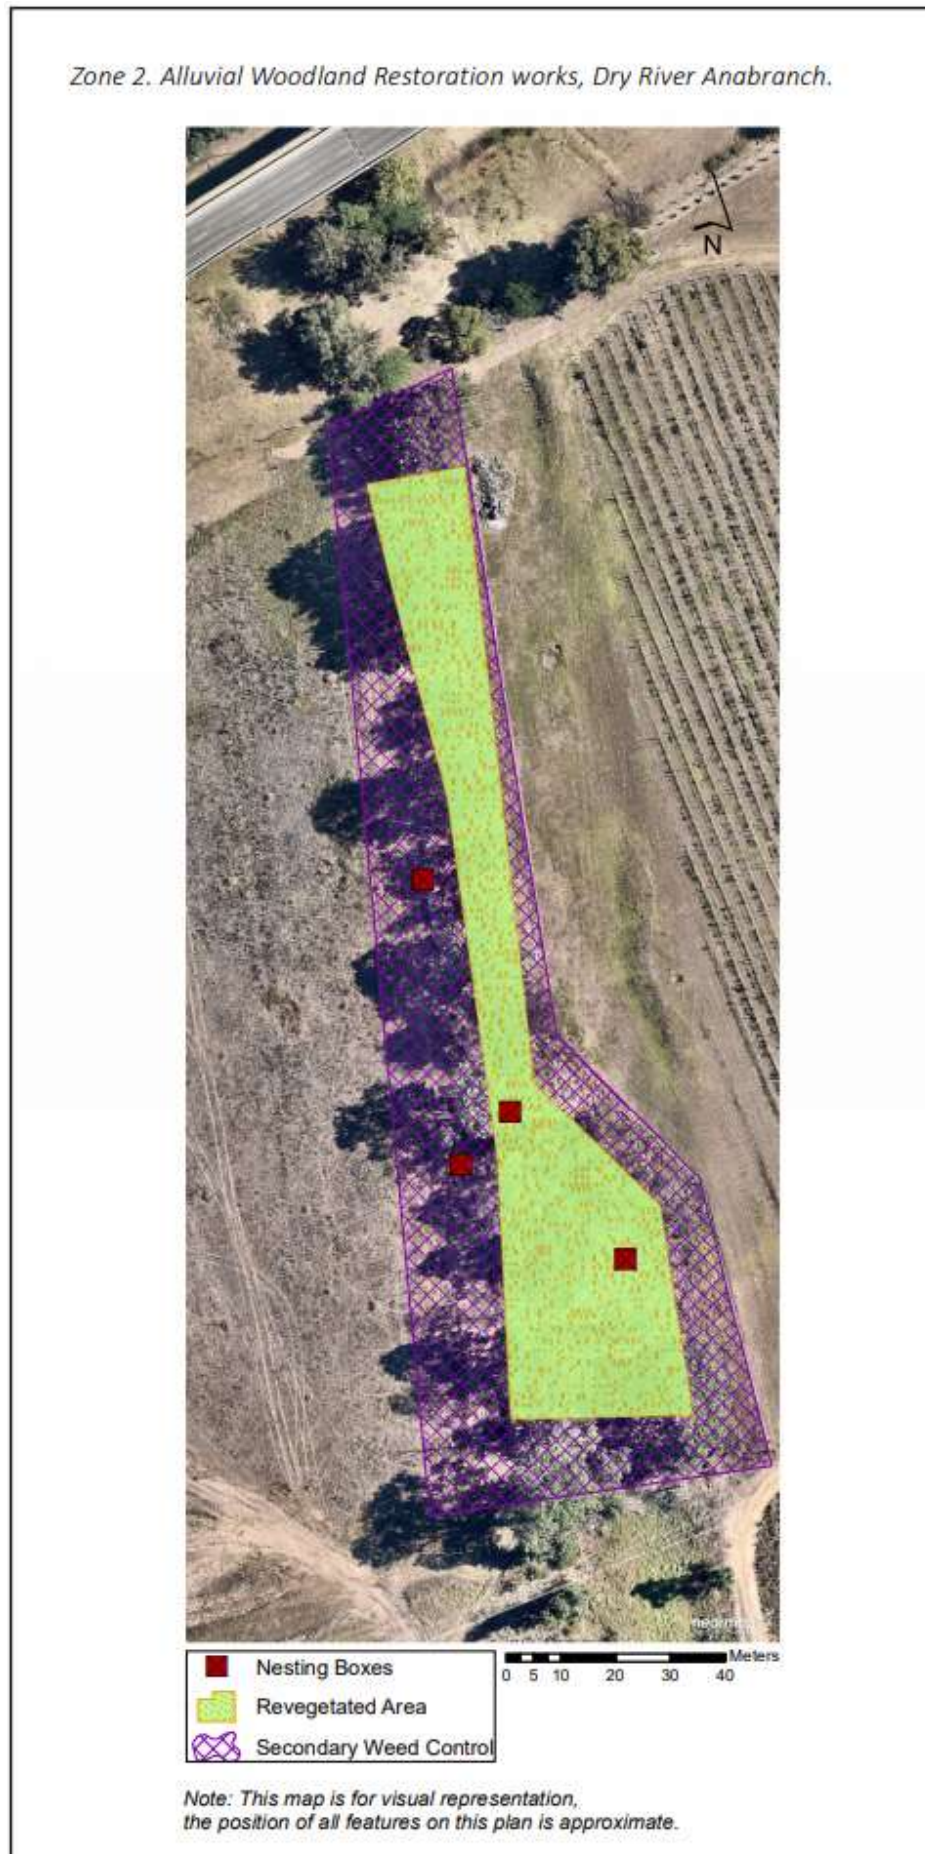 Zone 2. Alluvial Woodland Restoration works, Dry River Anabranch.
N
nearmap
Meters
0 5 10 20 30 40
Nesting Boxes
Revegetated Area
Secondary Weed Control
Note: This map is for visual representation,
the position of all features on this plan is approximate.